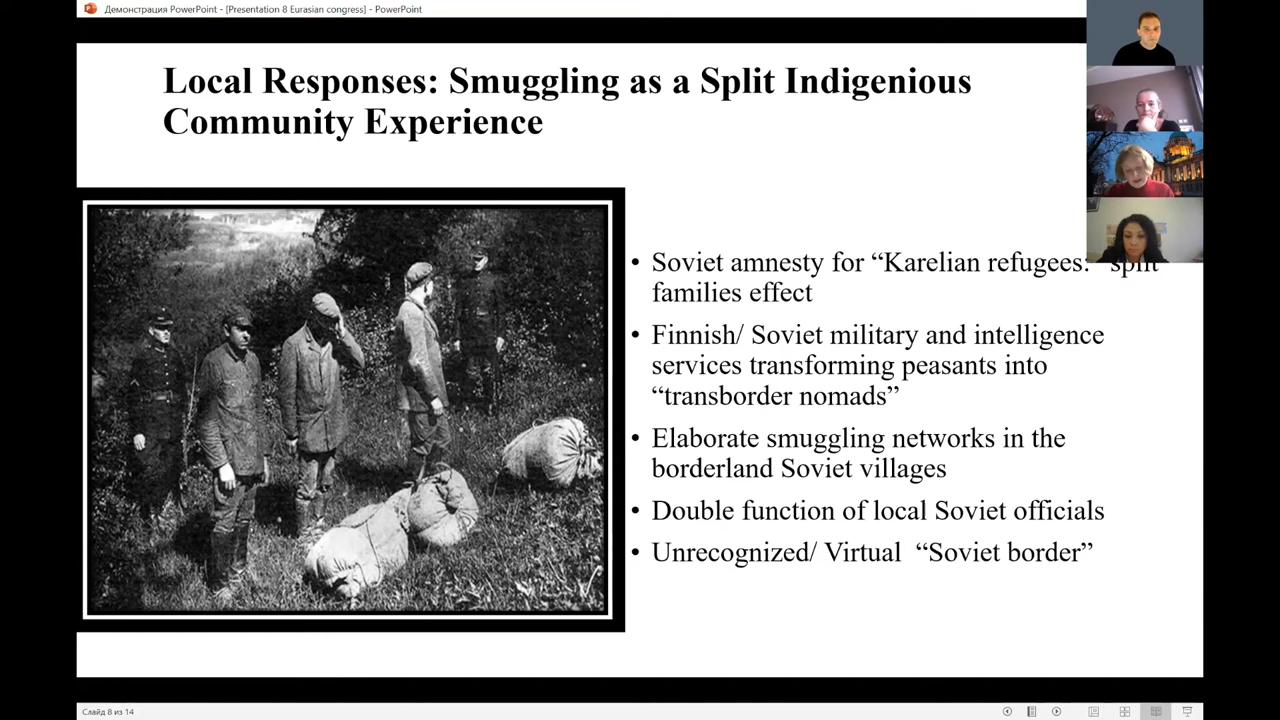 Демонстрация PowerPoint - [Presentation 8 Eurasian congress] - PowerPoint
Local Responses: Smuggling as a Split Indigenious
Community Experience
• Soviet amnesty for “Karelian refugees:” split
families effect
• Finnish/ Soviet military and intelligence
services transforming peasants into
“transborder nomads”
• Elaborate smuggling networks in the
borderland Soviet villages
• Double function of local Soviet officials
• Unrecognized/ Virtual “Soviet border”
Слайд 8 из 14